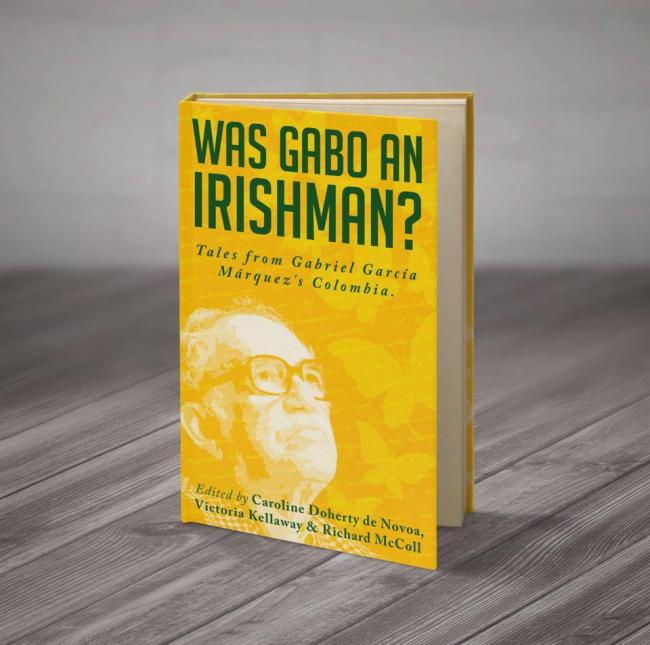 WAS GABO AN
IRISHMAN?
Tales from Gabriel García
Márquez's Colombia.
Edited by Caroline Doherty de Novoa,
Victoria Kellaway & Richard McColl